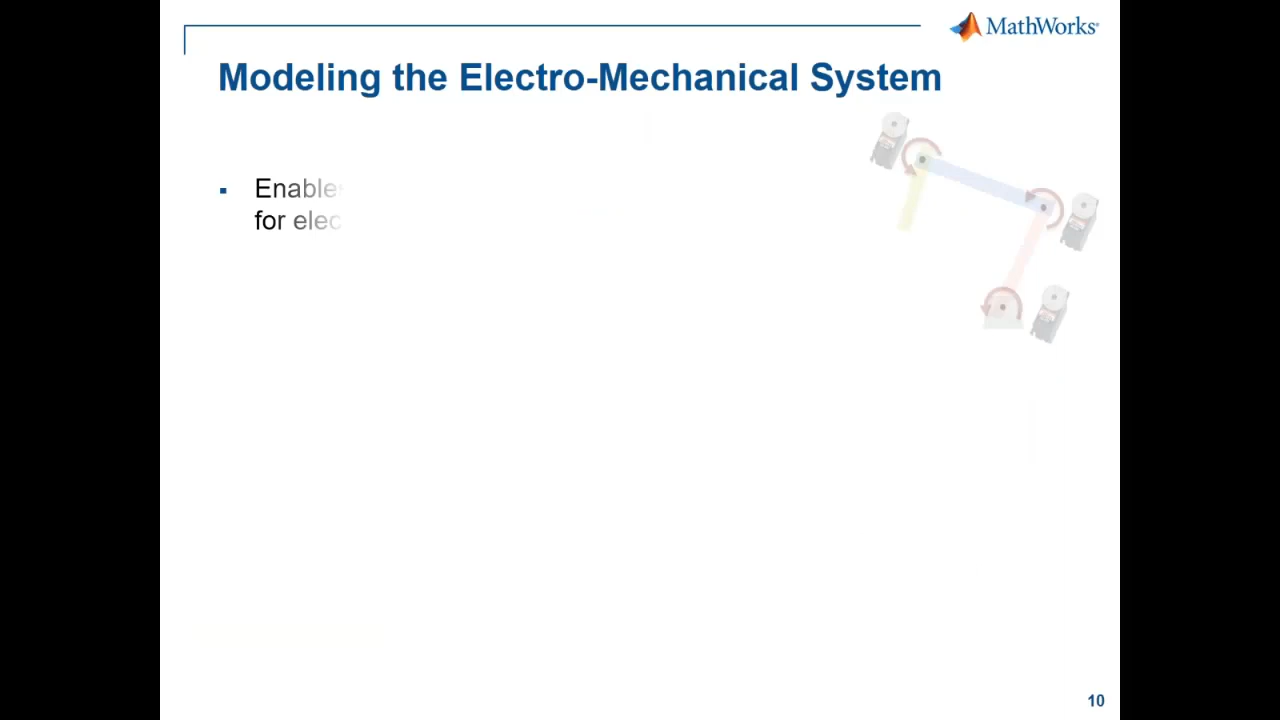 MathWorks®
Modeling the Electro-Mechanical System
▪ Enable
for elec
10